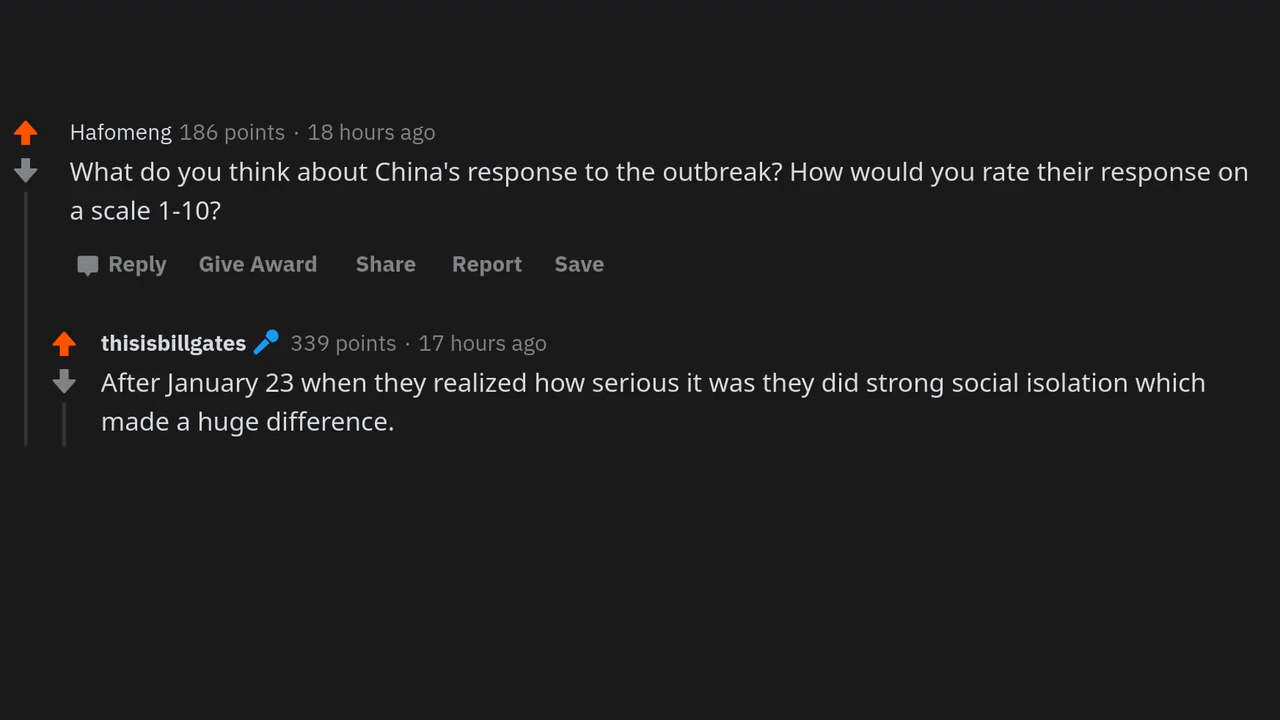 Hafomeng 186 points · 18 hours ago
What do you think about China's response to the outbreak? How would you rate their response on
a scale 1-10?
Reply Give Award Share Report Save
thisisbillgates 339 points · 17 hours ago
After January 23 when they realized how serious it was they did strong social isolation which
made a huge difference.